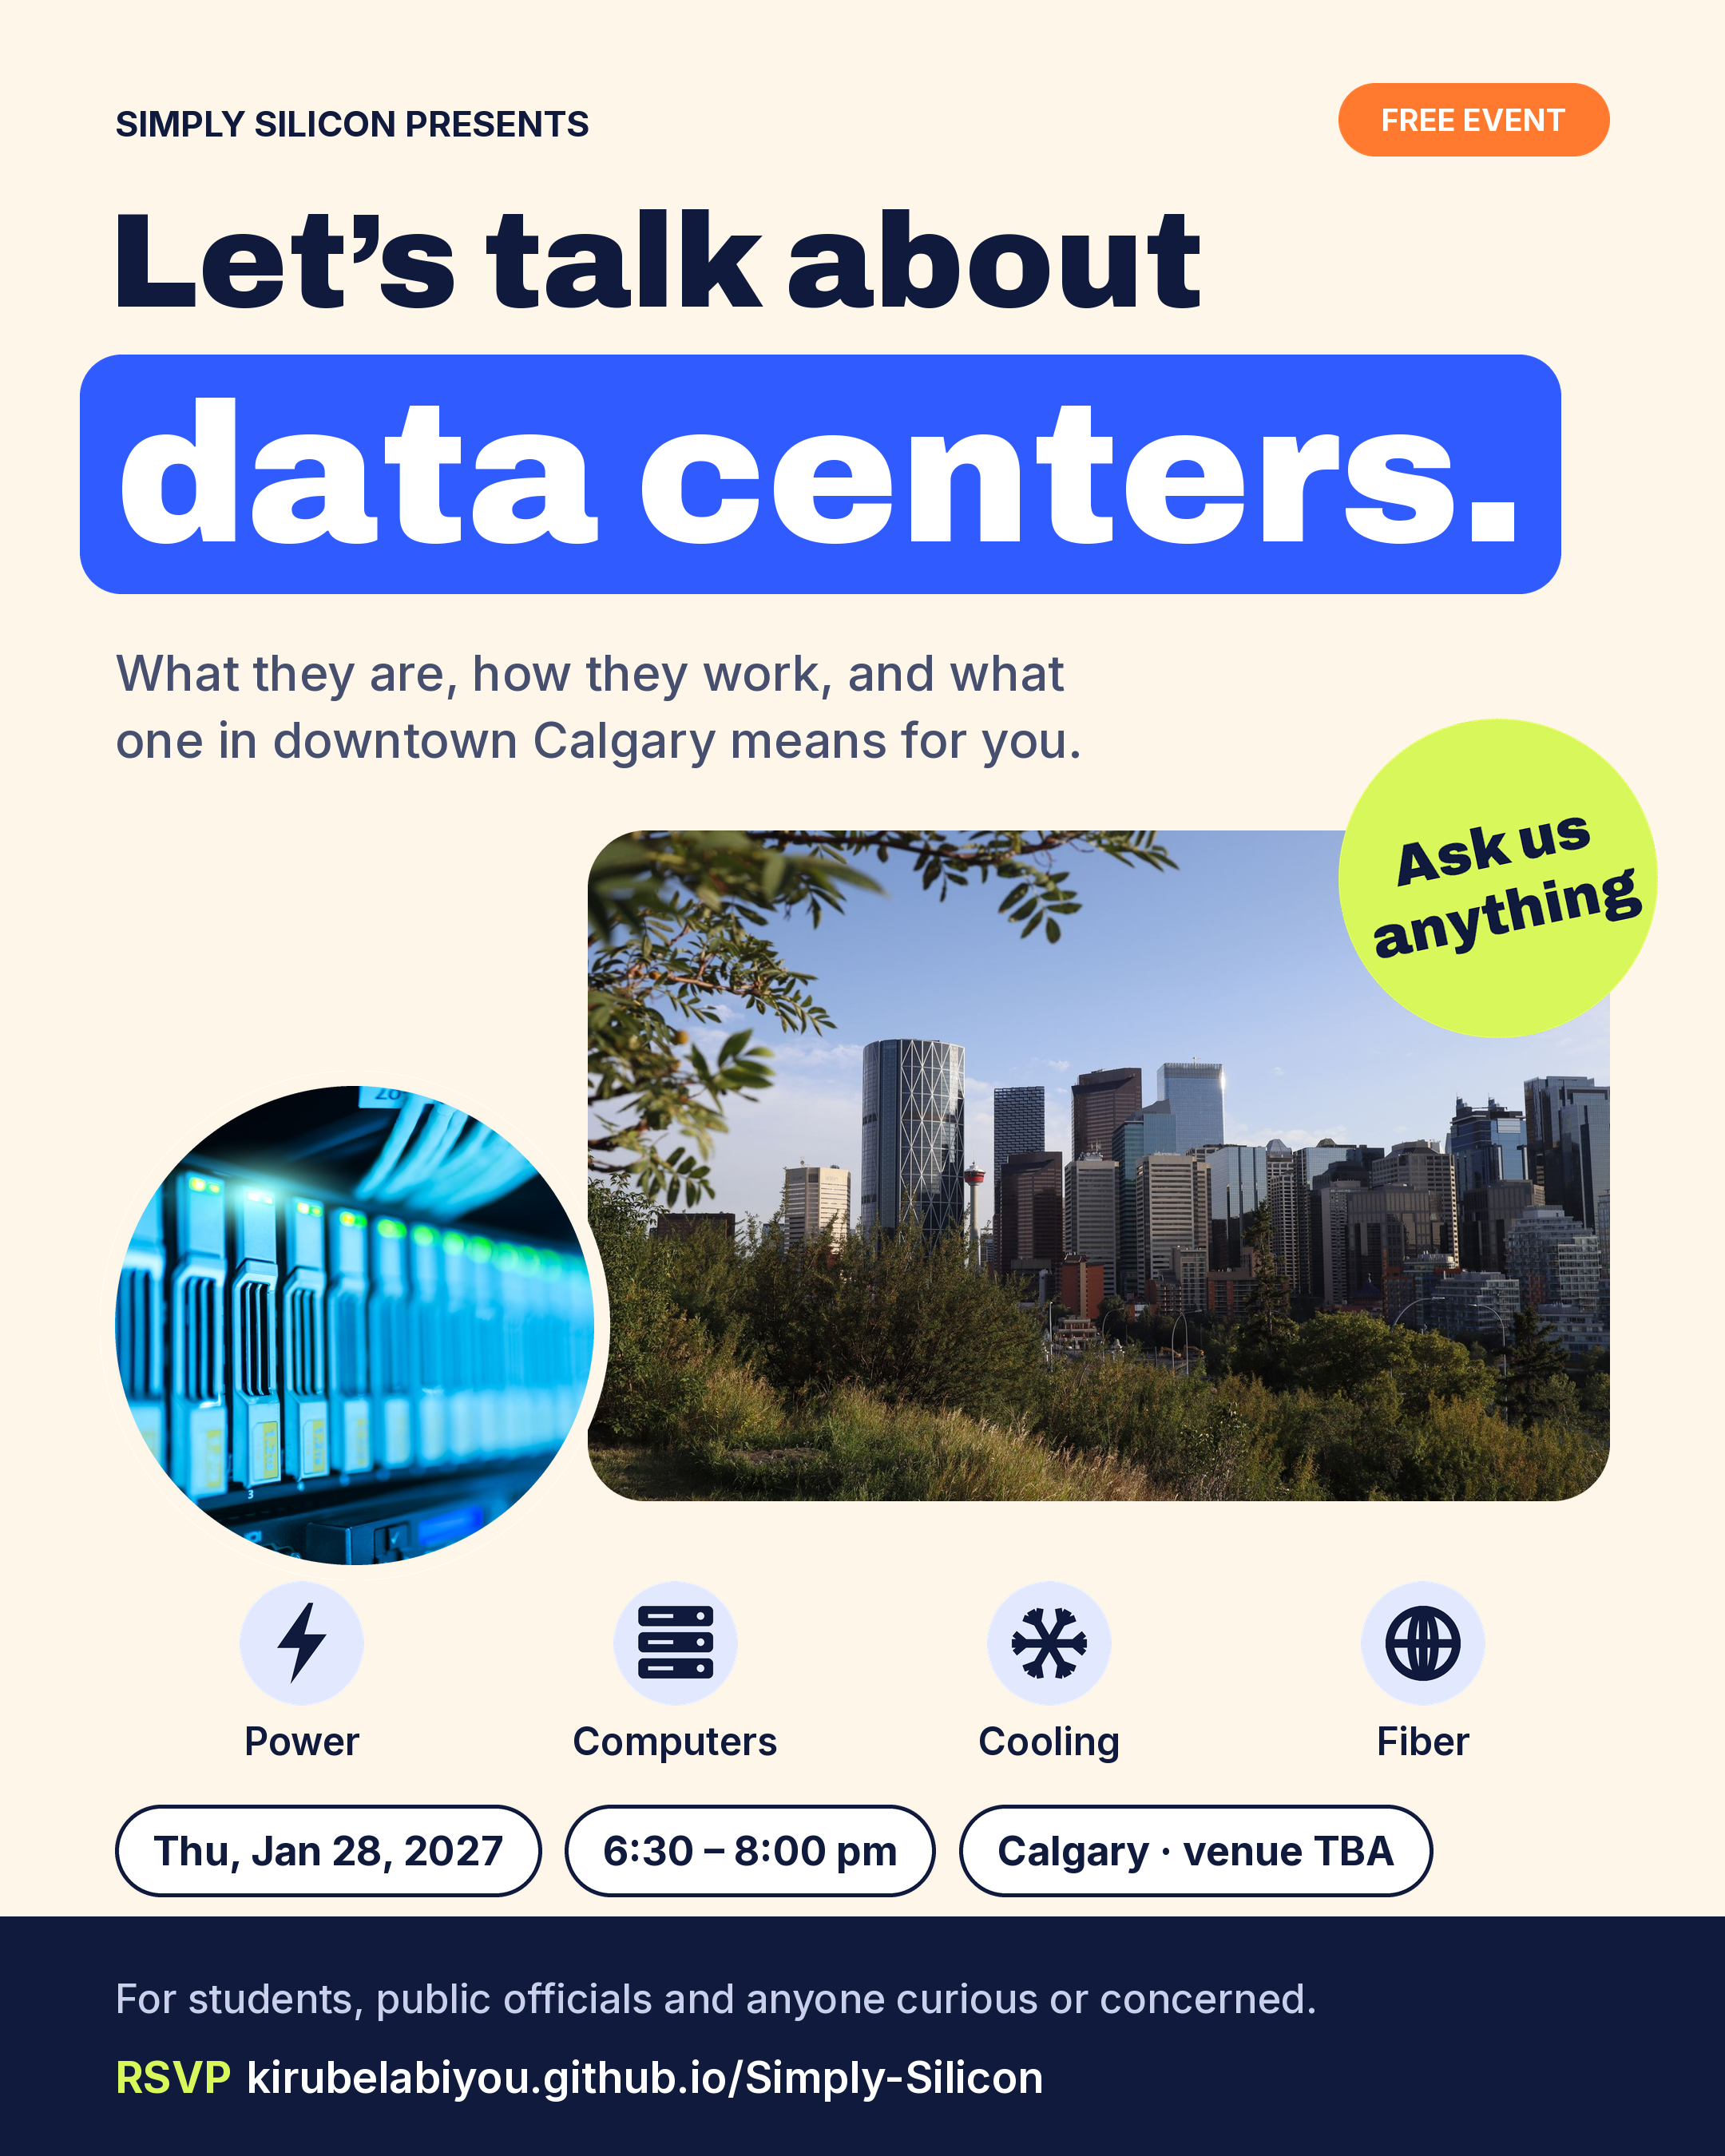 SIMPLY SILICON PRESENTS
FREE EVENT
Let’s talk about
data centers.
What they are, how they work, and what
one in downtown Calgary means for you.
Ask us
anything
3
Power
Computers
Cooling
Fiber
Thu, Jan 28, 2027
6:30 – 8:00 pm
Calgary · venue TBA
For students, public officials and anyone curious or concerned.
RSVP kirubelabiyou.github.io/Simply-Silicon